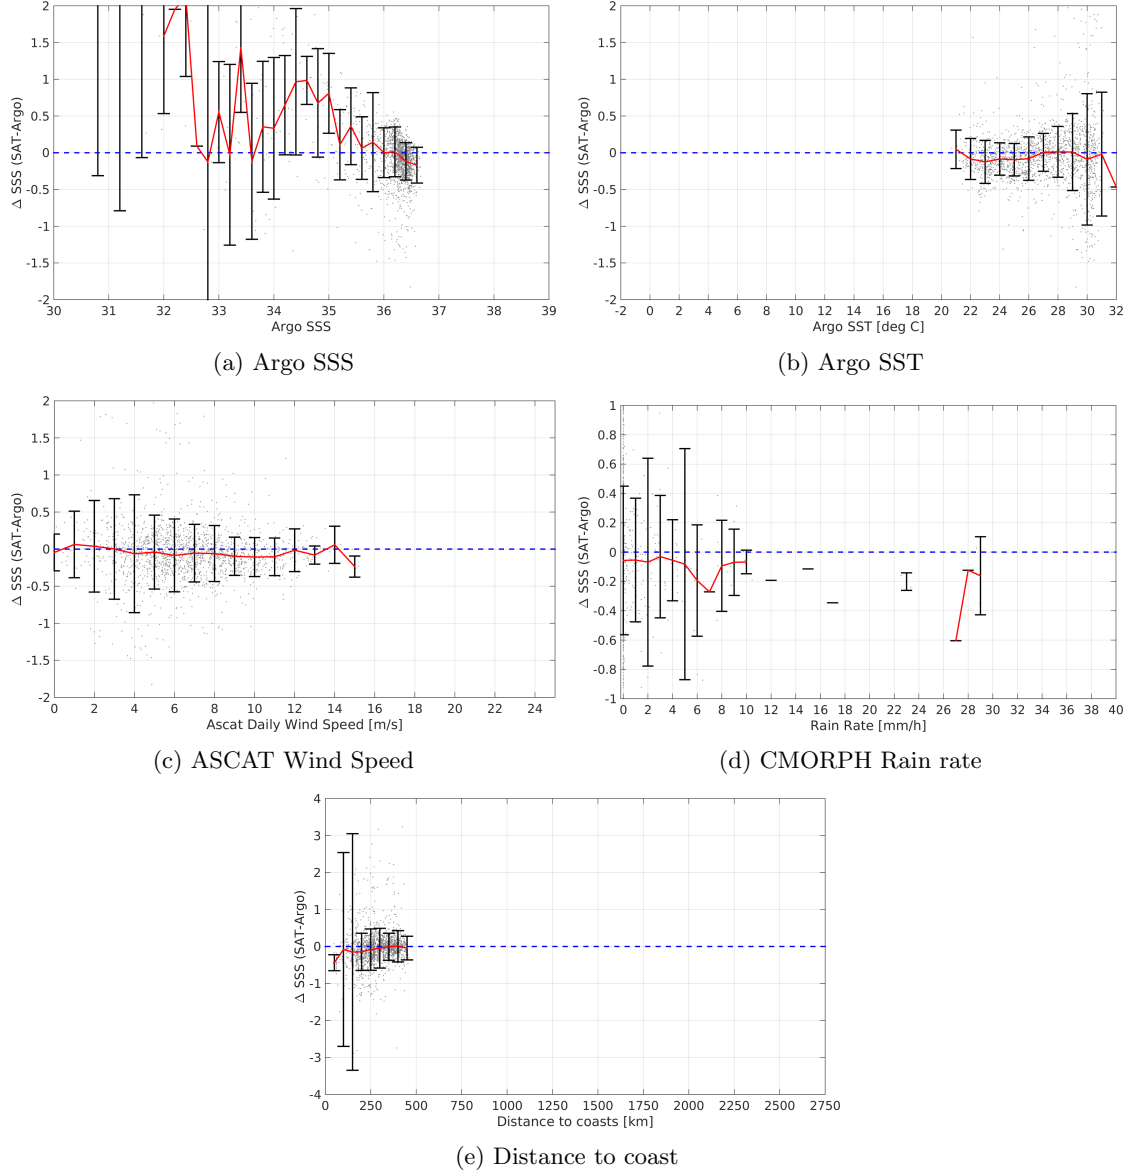 2
1.5
1
0.5
0
-0.5
-1
-1.5
-2
Δ SSS (SAT-Argo)
30 31 32 33 34 35 36 37 38 39
Argo SSS
(a) Argo SSS
2
1.5
1
0.5
0
-0.5
-1
-1.5
-2
Δ SSS (SAT-Argo)
-2 0 2 4 6 8 10 12 14 16 18 20 22 24 26 28 30 32
Argo SST [deg C]
(b) Argo SST
2
1.5
1
0.5
0
-0.5
-1
-1.5
-2
Δ SSS (SAT-Argo)
0 2 4 6 8 10 12 14 16 18 20 22 24
Ascat Daily Wind Speed [m/s]
(c) ASCAT Wind Speed
1
0.8
0.6
0.4
0.2
0
-0.2
-0.4
-0.6
-0.8
-1
Δ SSS (SAT-Argo)
0 2 4 6 8 10 12 14 16 18 20 22 24 26 28 30 32 34 36 38 40
Rain Rate [mm/h]
(d) CMORPH Rain rate
4
3
2
1
0
-1
-2
-3
-4
Δ SSS (SAT-Argo)
0 250 500 750 1000 1250 1500 1750 2000 2250 2500 2750
Distance to coasts [km]
(e) Distance to coast